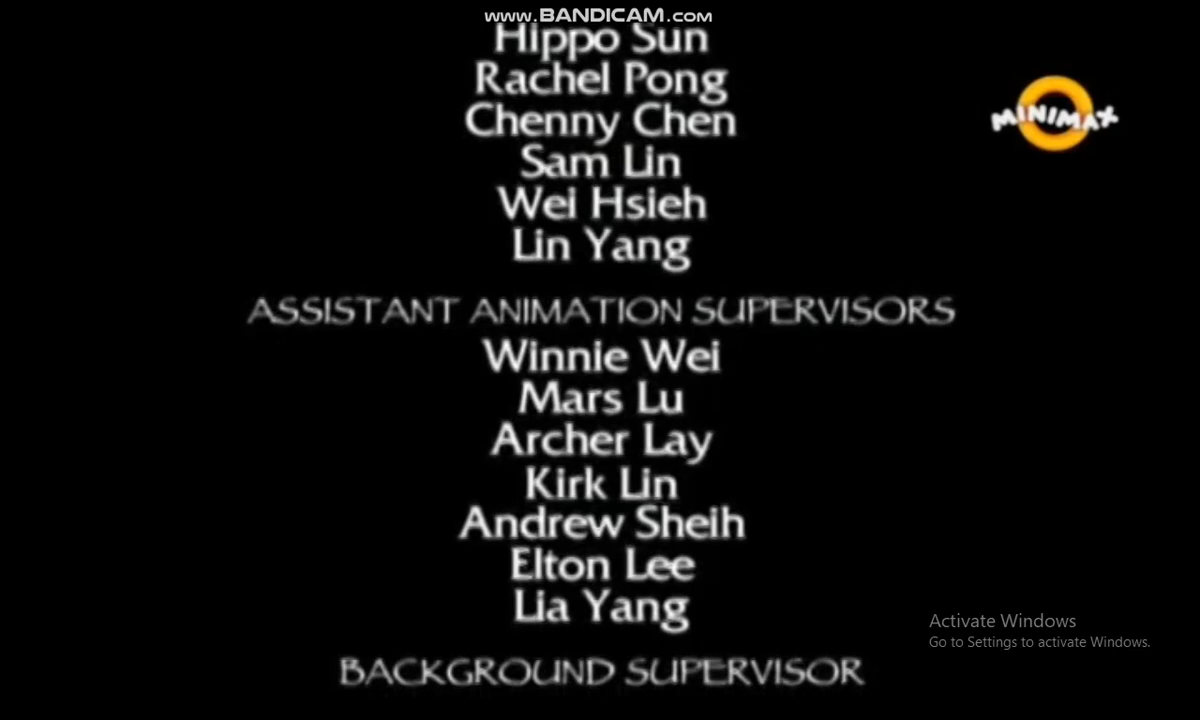 www.BANDICAM.com
Hippo Sun
Rachel Pong
Chenny Chen
MINIMAX
Sam Lin
Wei Hsieh
Lin Yang
ASSISTANT ANIMATION SUPERVISORS
Winnie Wei
Mars Lu
Archer Lay
Kirk Lin
Andrew Sheih
Elton Lee
Lia Yang
Activate Windows
Go to Settings to activate Windows.
BACKGROUND SUPERVISOR